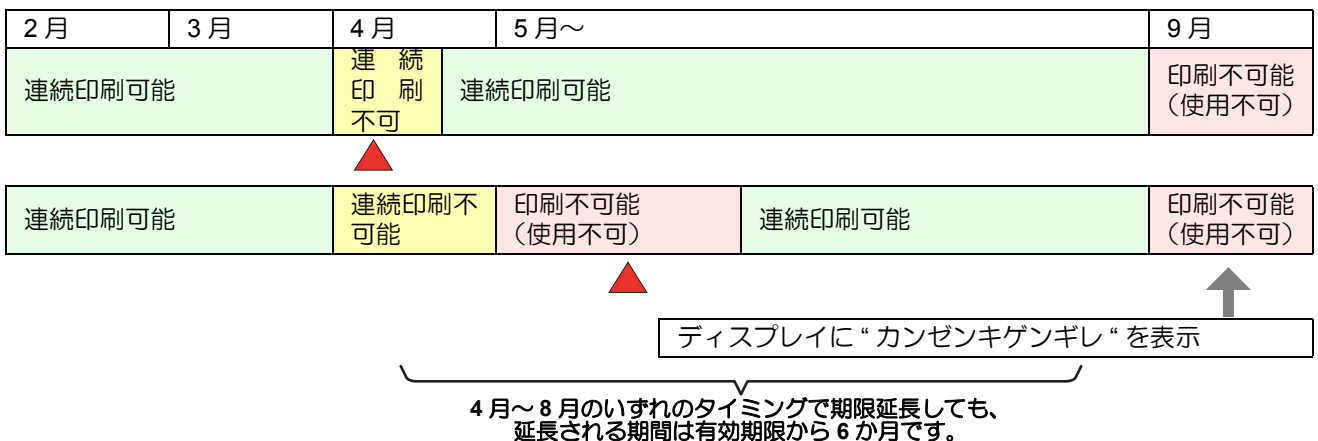 2月 3月 4月 5月～ 9月
連続印刷可能
連　続
印　刷
不可
連続印刷可能
印刷不可能
（使用不可）
連続印刷可能
連続印刷不
可能
印刷不可能
（使用不可）
連続印刷可能
印刷不可能
（使用不可）
ディスプレイに“カンゼンキゲンギレ“を表示
4月～8月のいずれのタイミングで期限延長しても、
延長される期間は有効期限から6か月です。